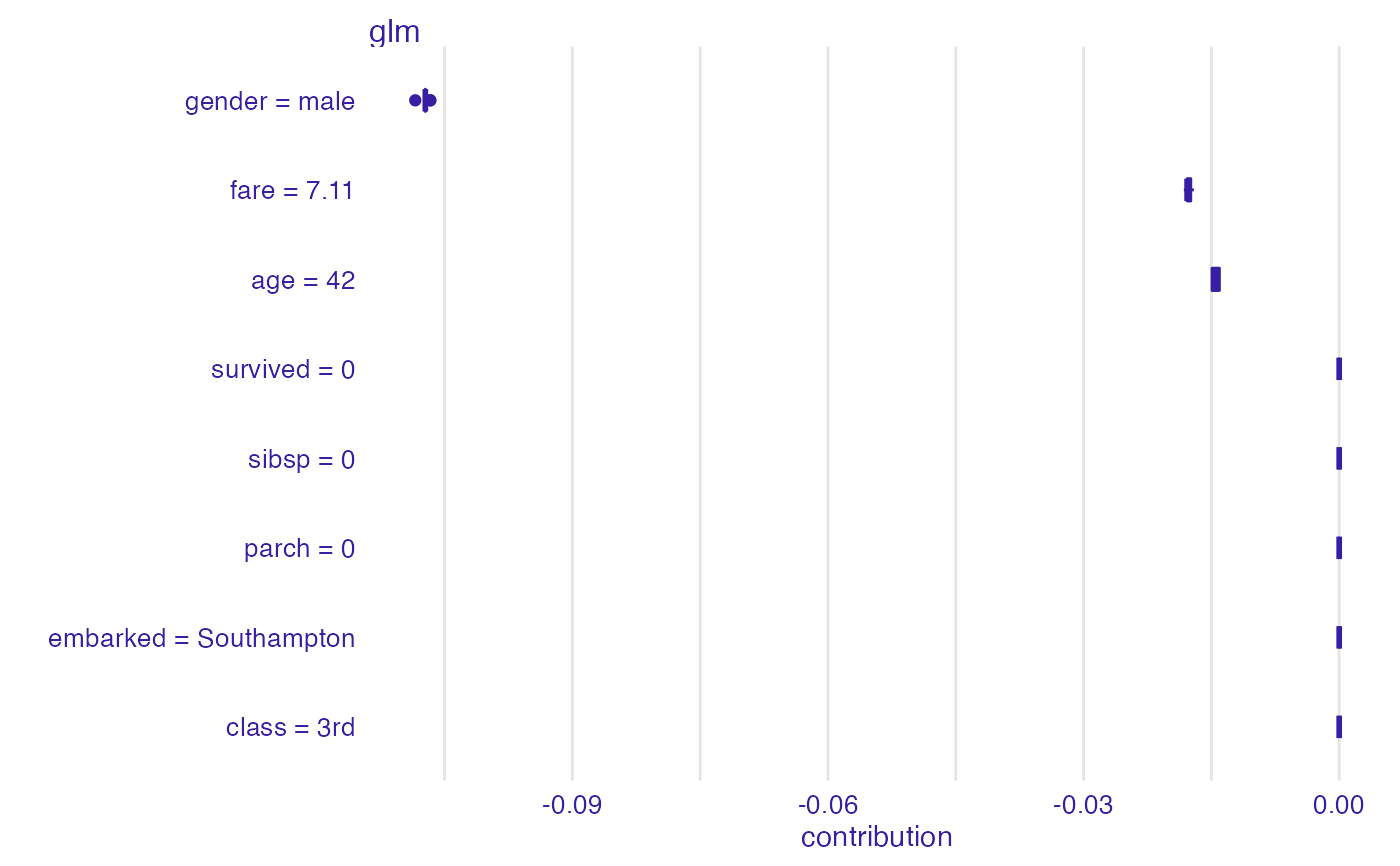 glm
gender = male
fare = 7.11
age = 42
survived = 0
sibsp = 0
parch = 0
embarked = Southampton
class = 3rd
-0.09 -0.06 -0.03 0.00
contribution